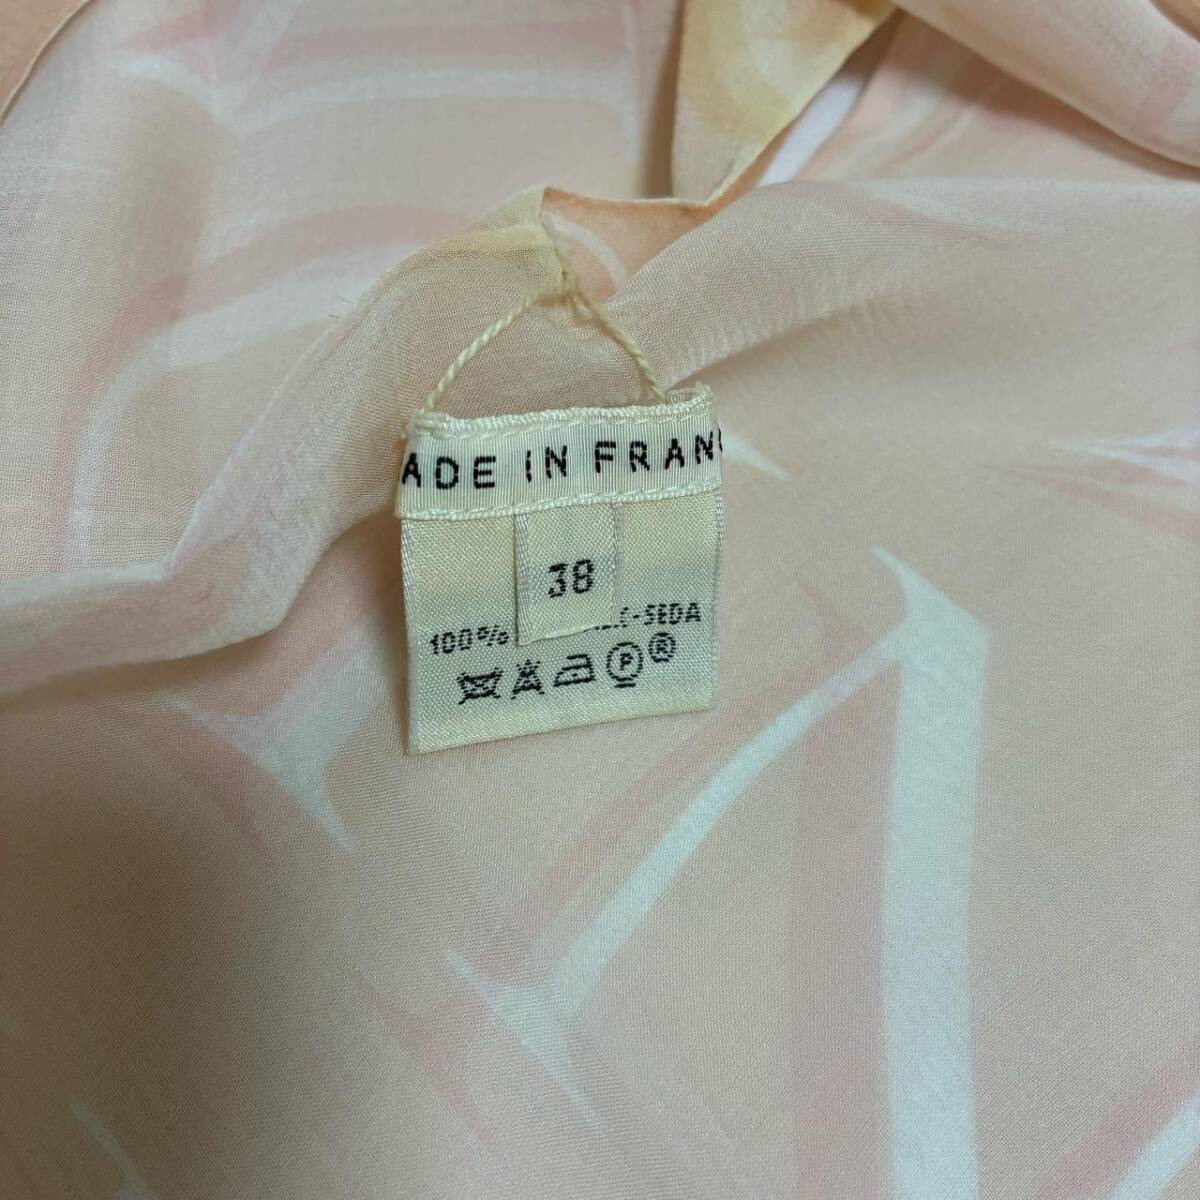 ADE IN FRAN
38
100% -SEDA
P ®